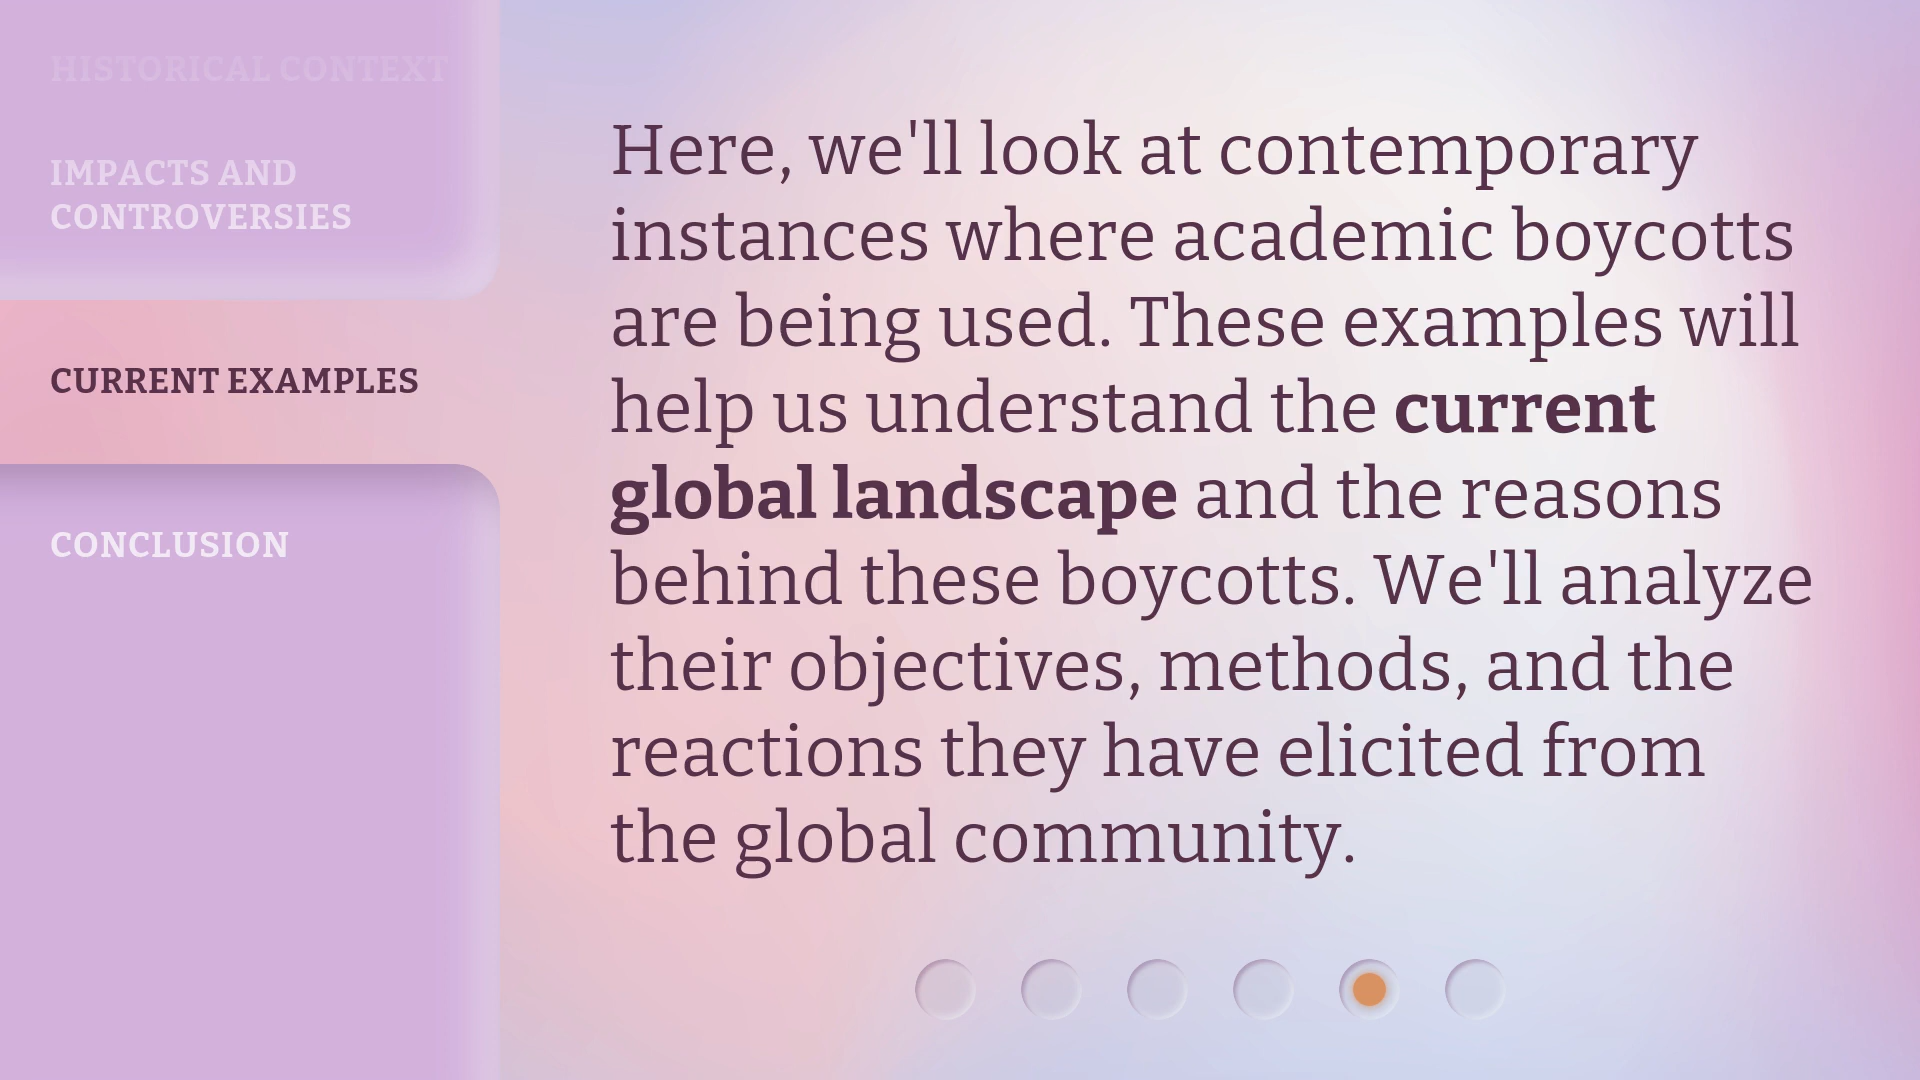 HISTORICAL CONTEXT
IMPACTS AND
CONTROVERSIES
CURRENT EXAMPLES
CONCLUSION
Here, we'll look at contemporary
instances where academic boycotts
are being used. These examples will
help us understand the current
global landscape and the reasons
behind these boycotts. We'll analyze
their objectives, methods, and the
reactions they have elicited from
the global community.